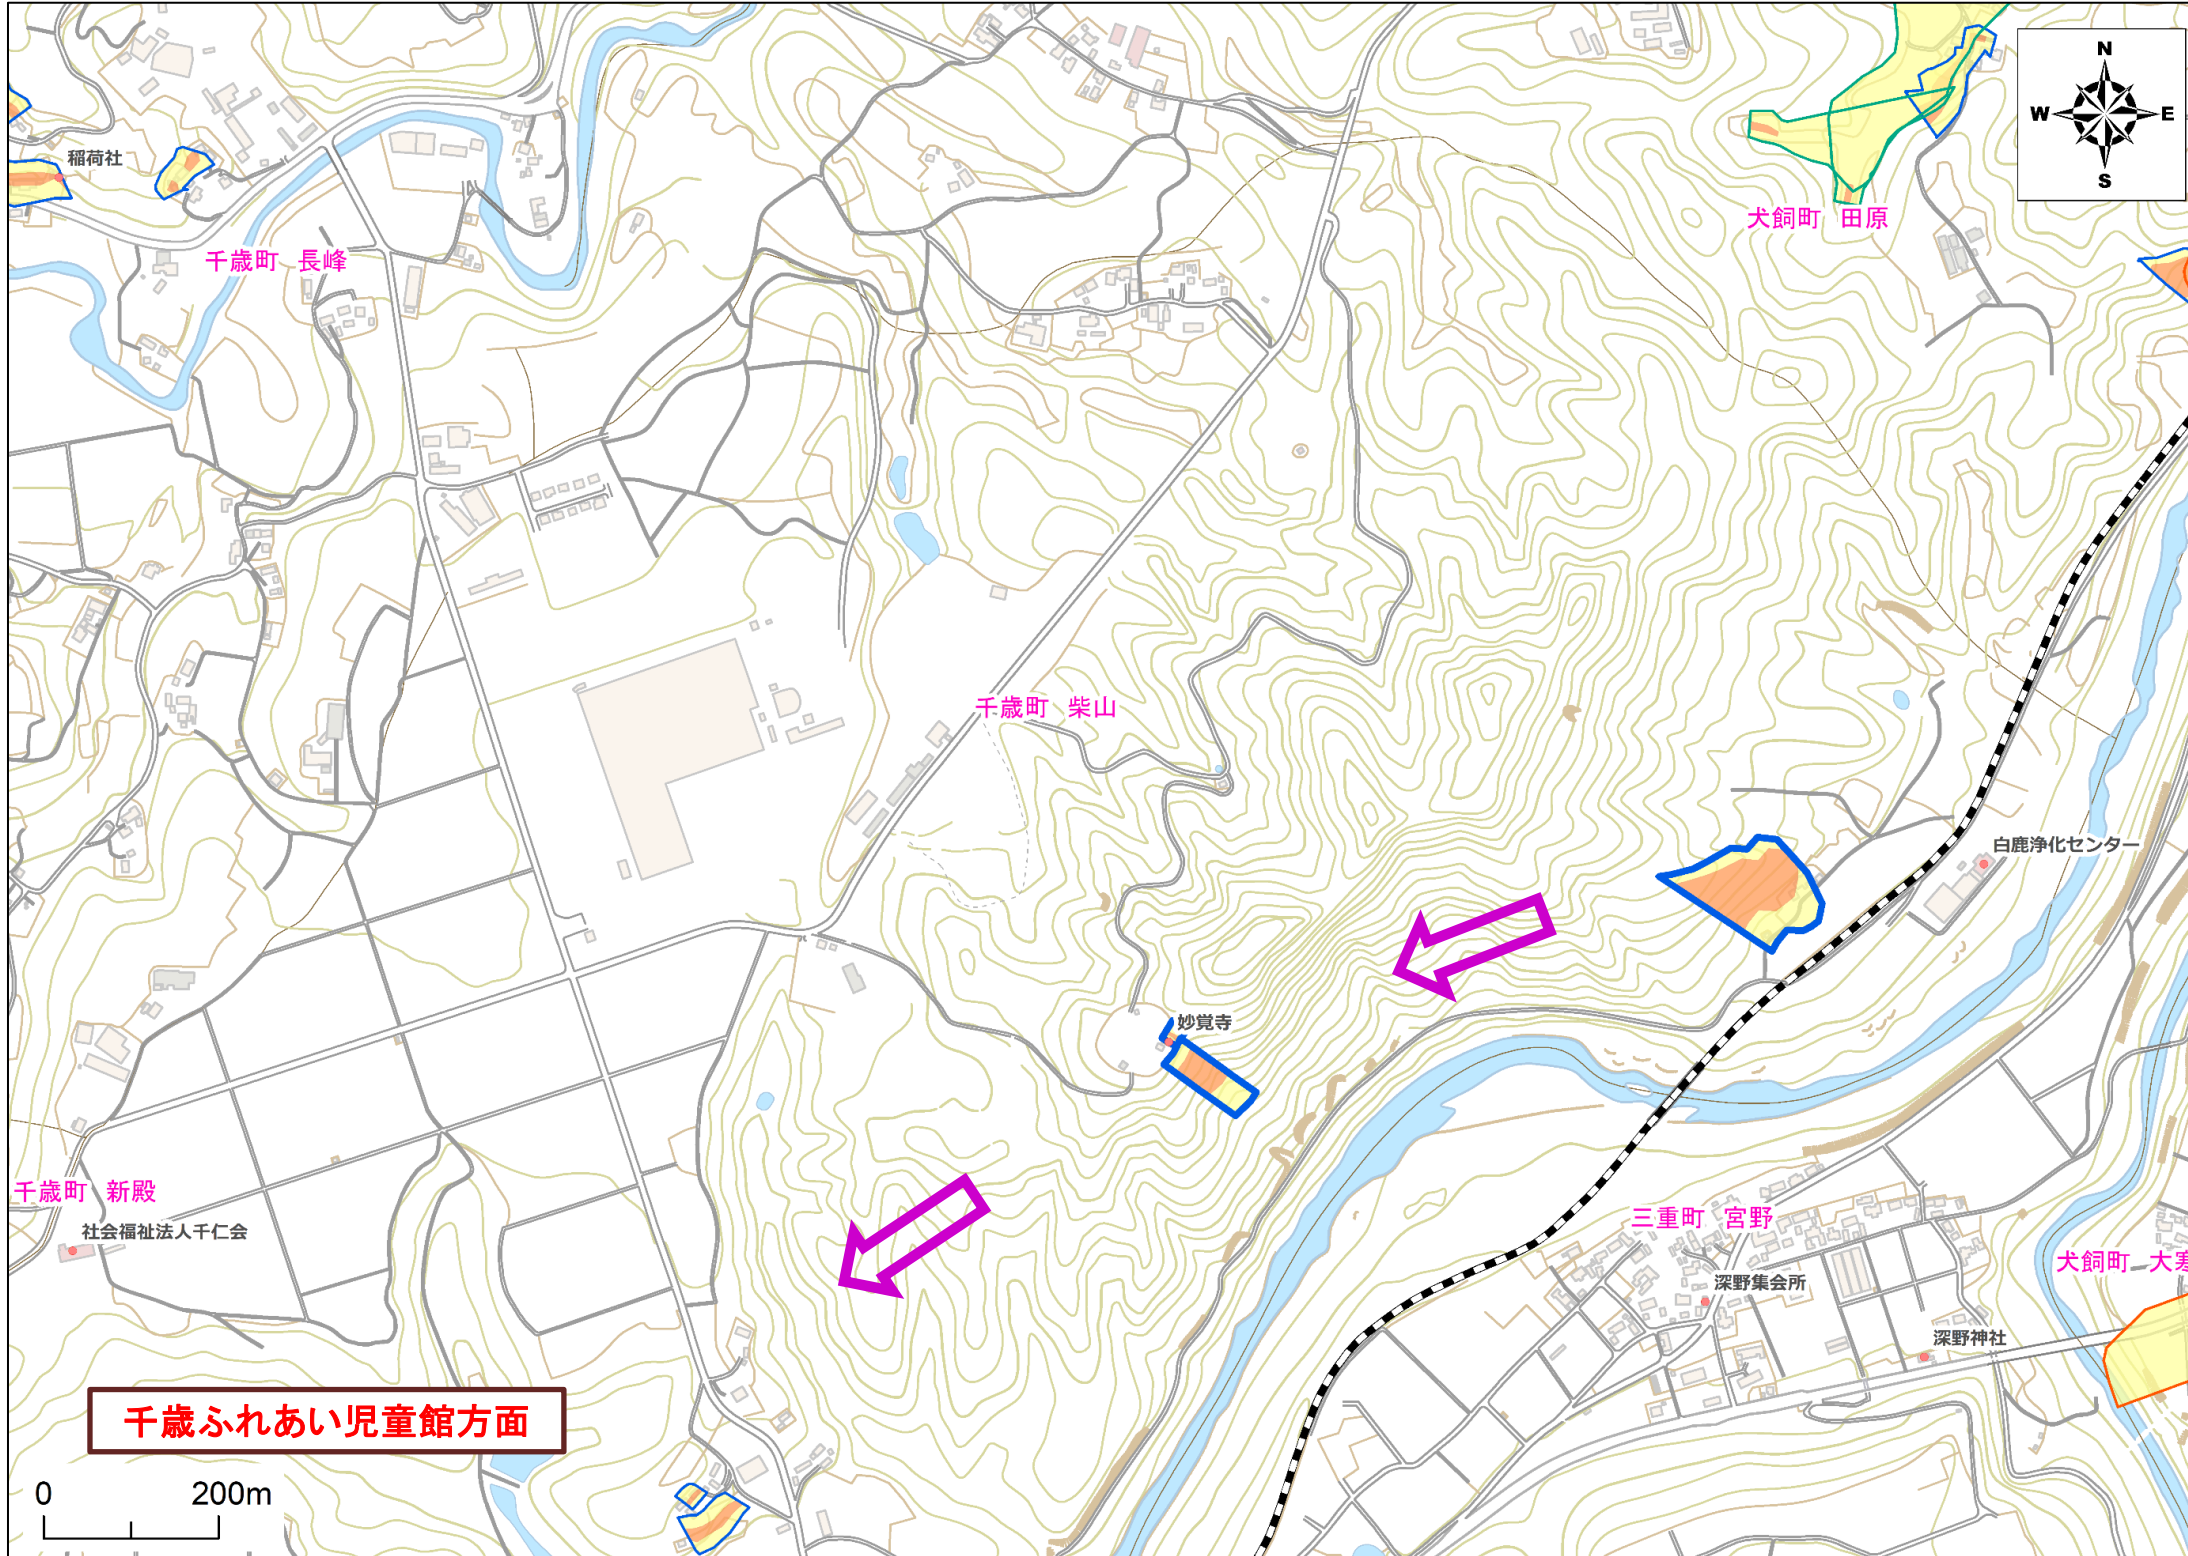 N
W E
S
稲荷社
犬飼町 田原
千歳町 長峰
千歳町 柴山
白鹿浄化センター
妙覚寺
千歳町 新殿
社会福祉法人千仁会
三重町 宮野
犬飼町 大寒
深野集会所
深野神社
千歳ふれあい児童館方面
0 200m